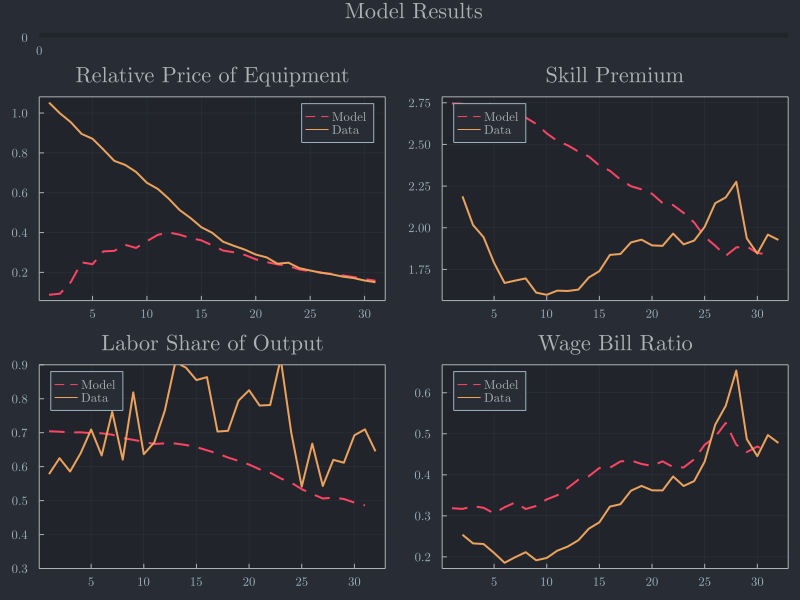 Model Results
0
0
Relative Price of Equipment
Skill Premium
1.0
0.8
0.6
0.4
0.2
5 10 15 20 25 30
Model
Data
2.75
2.50
2.25
2.00
1.75
5 10 15 20 25 30
Model
Data
Labor Share of Output
Wage Bill Ratio
0.9
0.8
0.7
0.6
0.5
0.4
0.3
5 10 15 20 25 30
Model
Data
0.6
0.5
0.4
0.3
0.2
5 10 15 20 25 30
Model
Data